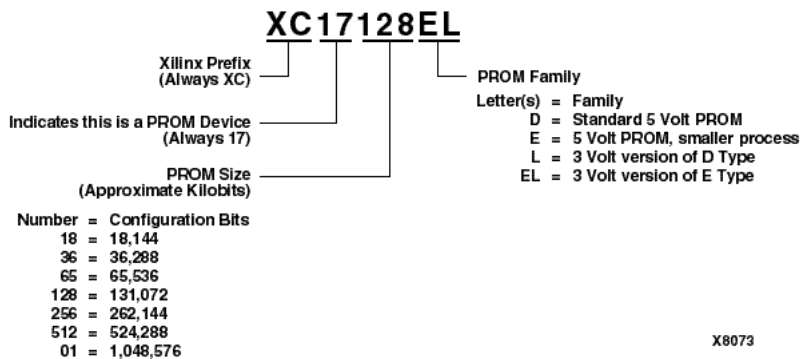 XC17128EL
Xilinx Prefix
(Always XC)
Indicates this is a PROM Device
(Always 17)
PROM Size
(Approximate Kilobits)
Number = Configuration Bits
18 = 18,144
36 = 36,288
65 = 65,536
128 = 131,072
256 = 262,144
512 = 524,288
01 = 1,048,576
PROM Family
Letter(s) = Family
D = Standard 5 Volt PROM
E = 5 Volt PROM, smaller process
L = 3 Volt version of D Type
EL = 3 Volt version of E Type
X8073